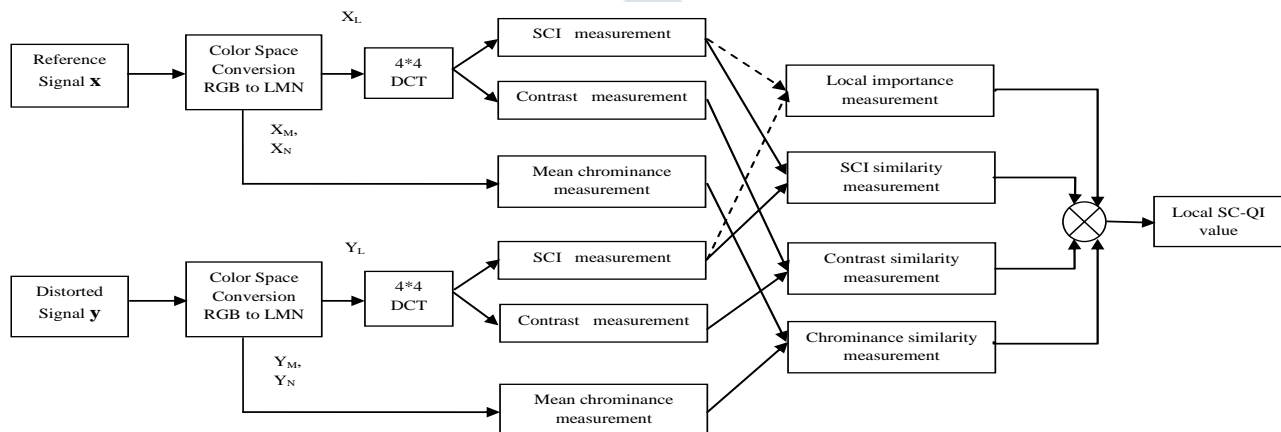 X_L
Reference
Signal x
Color Space
Conversion
RGB to LMN
4*4
DCT
SCI measurement
Contrast measurement
X_M,
X_N
Mean chrominance
measurement
Local importance
measurement
SCI similarity
measurement
Local SC-QI
value
Y_L
Distorted
Signal y
Color Space
Conversion
RGB to LMN
4*4
DCT
SCI measurement
Contrast measurement
Contrast similarity
measurement
Chrominance similarity
measurement
Y_M,
Y_N
Mean chrominance
measurement